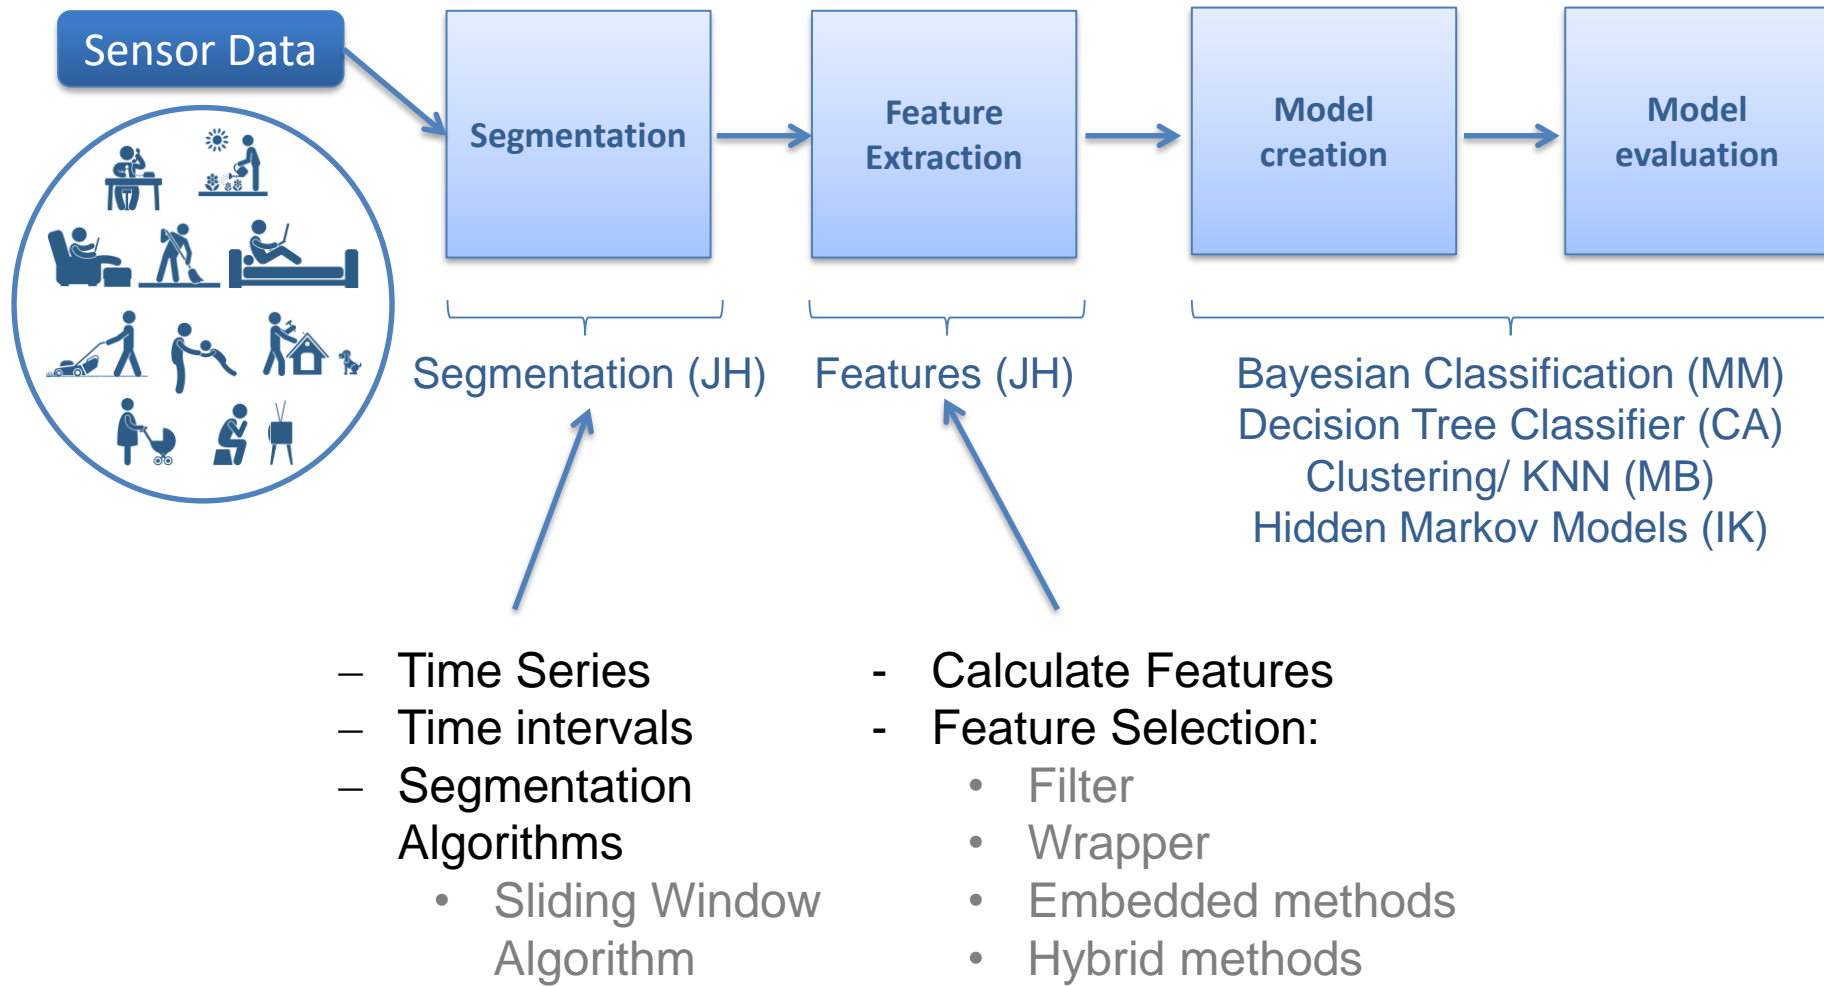 Sensor Data
Segmentation
Feature
Extraction
Model
creation
Model
evaluation
Segmentation (JH)
Features (JH)
Bayesian Classification (MM)
Decision Tree Classifier (CA)
Clustering/ KNN (MB)
Hidden Markov Models (IK)
– Time Series
– Time intervals
– Segmentation
Algorithms
• Sliding Window
Algorithm
- Calculate Features
- Feature Selection:
• Filter
• Wrapper
• Embedded methods
• Hybrid methods